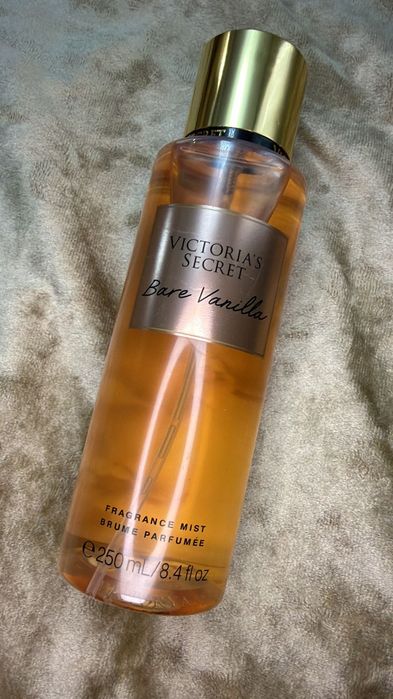 VICTORIA'S
SECRET
Bare Vanilla
FRAGRANCE MIST
BRUME PARFUMÉE
℮250 mL/8.4 fl oz